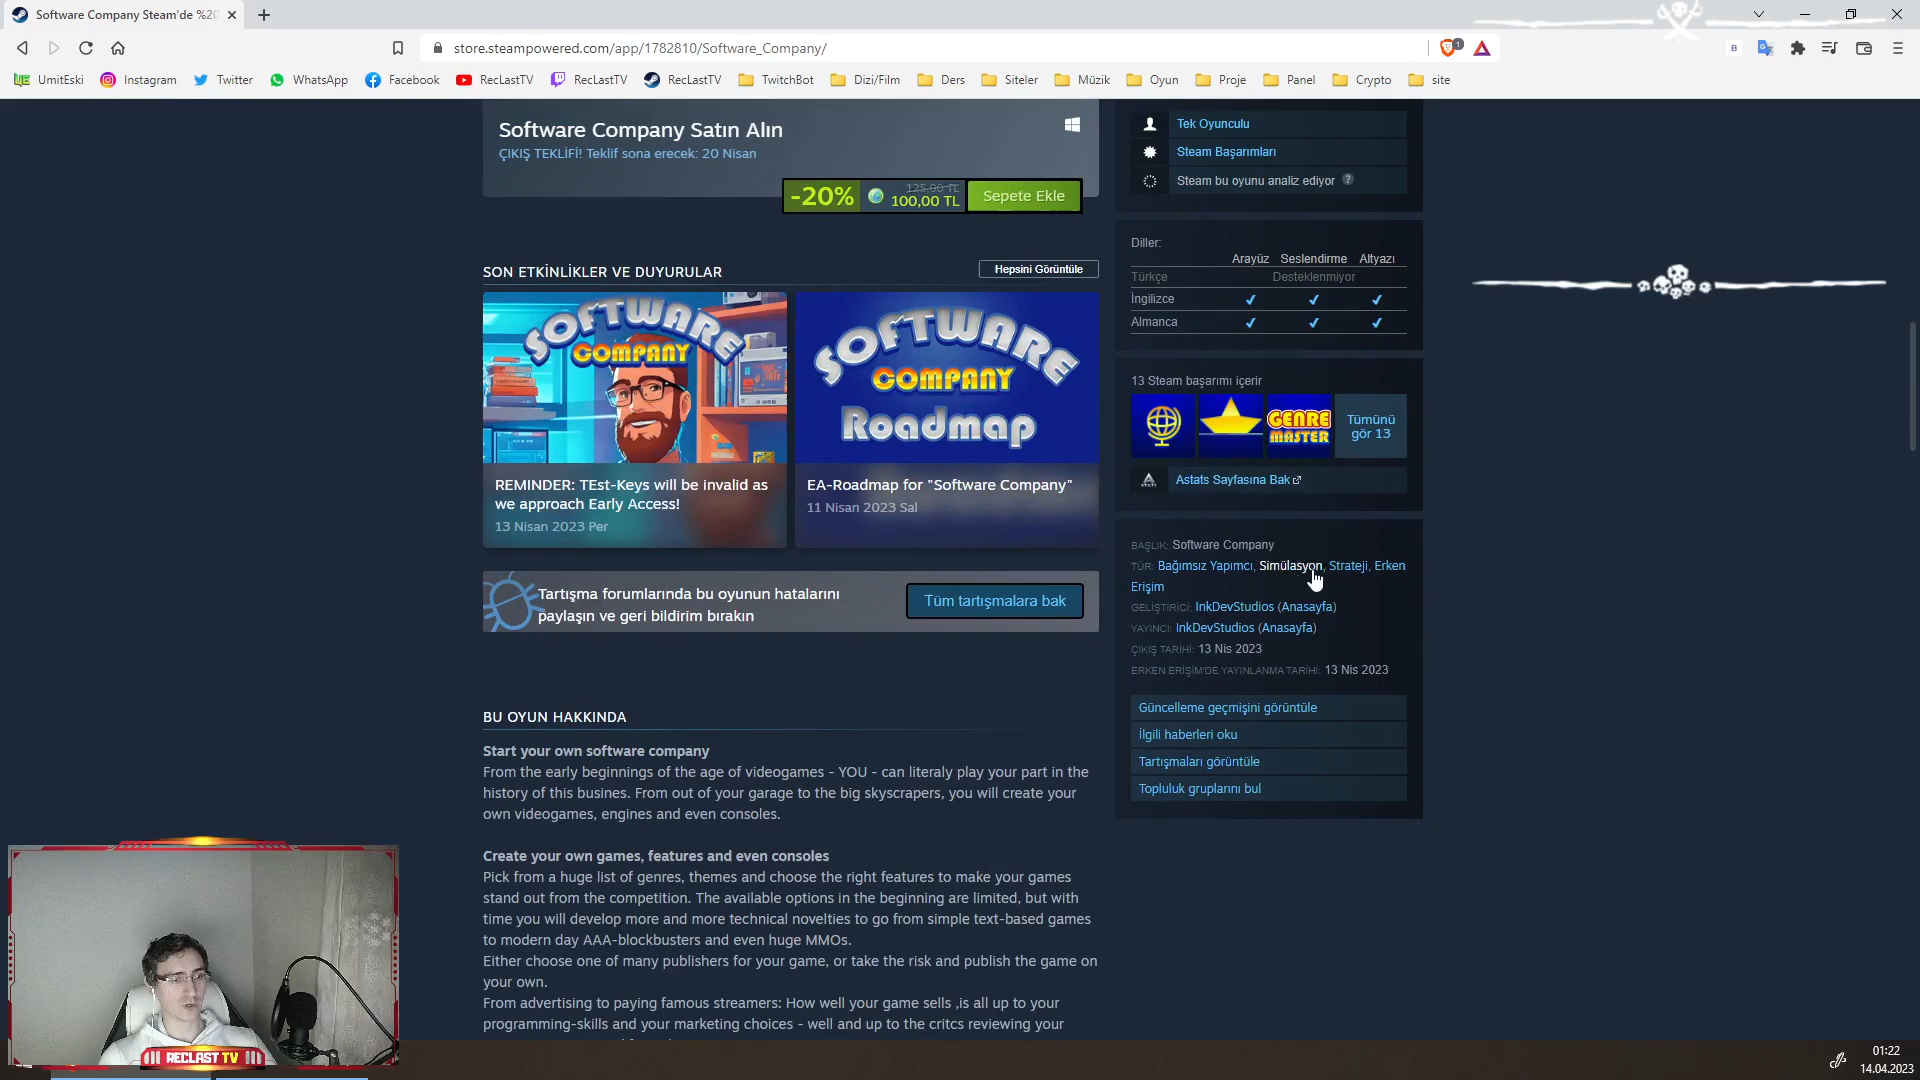 Software Company Steam'de %20
store.steampowered.com/app/1782810/Software_Company/
1
B
UmitEski
Instagram
Twitter
WhatsApp
Facebook
RecLastTV
RecLastTV
RecLastTV
TwitchBot
Dizi/Film
Ders
Siteler
Müzik
Oyun
Proje
Panel
Crypto
site
Software Company Satın Alın
ÇIKIŞ TEKLİFİ! Teklif sona erecek: 20 Nisan
-20%
125,00 TL
100,00 TL
Sepete Ekle
SON ETKİNLİKLER VE DUYURULAR
Hepsini Görüntüle
SOFTWARE
COMPANY
REMINDER: TEst-Keys will be invalid as
we approach Early Access!
13 Nisan 2023 Per
SOFTWARE
COMPANY
Roadmap
EA-Roadmap for "Software Company"
11 Nisan 2023 Sal
Tartışma forumlarında bu oyunun hatalarını
paylaşın ve geri bildirim bırakın
Tüm tartışmalara bak
BU OYUN HAKKINDA
Start your own software company
From the early beginnings of the age of videogames - YOU - can literaly play your part in the
history of this busines. From out of your garage to the big skyscrapers, you will create your
own videogames, engines and even consoles.
Create your own games, features and even consoles
Pick from a huge list of genres, themes and choose the right features to make your games
stand out from the competition. The available options in the beginning are limited, but with
time you will develop more and more technical novelties to go from simple text-based games
to modern day AAA-blockbusters and even huge MMOs.
Either choose one of many publishers for your game, or take the risk and publish the game on
your own.
From advertising to paying famous streamers: How well your game sells ,is all up to your
programming-skills and your marketing choices - well and up to the critcs reviewing your
Tek Oyunculu
Steam Başarımları
Steam bu oyunu analiz ediyor ?
Diller:
Arayüz Seslendirme Altyazı
Türkçe Desteklenmiyor
İngilizce ✔ ✔ ✔
Almanca ✔ ✔ ✔
13 Steam başarımı içerir
GENRE
MASTER
Tümünü
gör 13
Astats Sayfasına Bak
BAŞLIK: Software Company
TÜR: Bağımsız Yapımcı, Simülasyon, Strateji, Erken
Erişim
GELİŞTİRİCİ: InkDevStudios (Anasayfa)
YAYINCI: InkDevStudios (Anasayfa)
ÇIKIŞ TARİHİ: 13 Nis 2023
ERKEN ERİŞİM'DE YAYINLANMA TARİHİ: 13 Nis 2023
Güncelleme geçmişini görüntüle
İlgili haberleri oku
Tartışmaları görüntüle
Topluluk gruplarını bul
RECLAST TV
01:22
14.04.2023